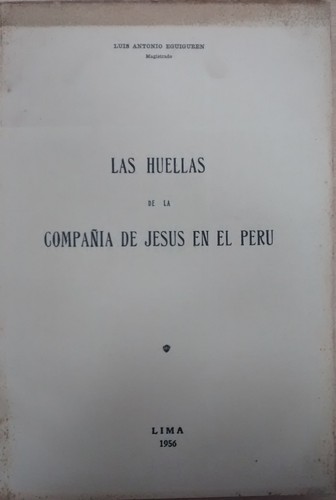 LUIS ANTONIO EGUIGUREN
Magistrado
LAS HUELLAS
DE LA
COMPAÑIA DE JESUS EN EL PERU
LIMA
1956